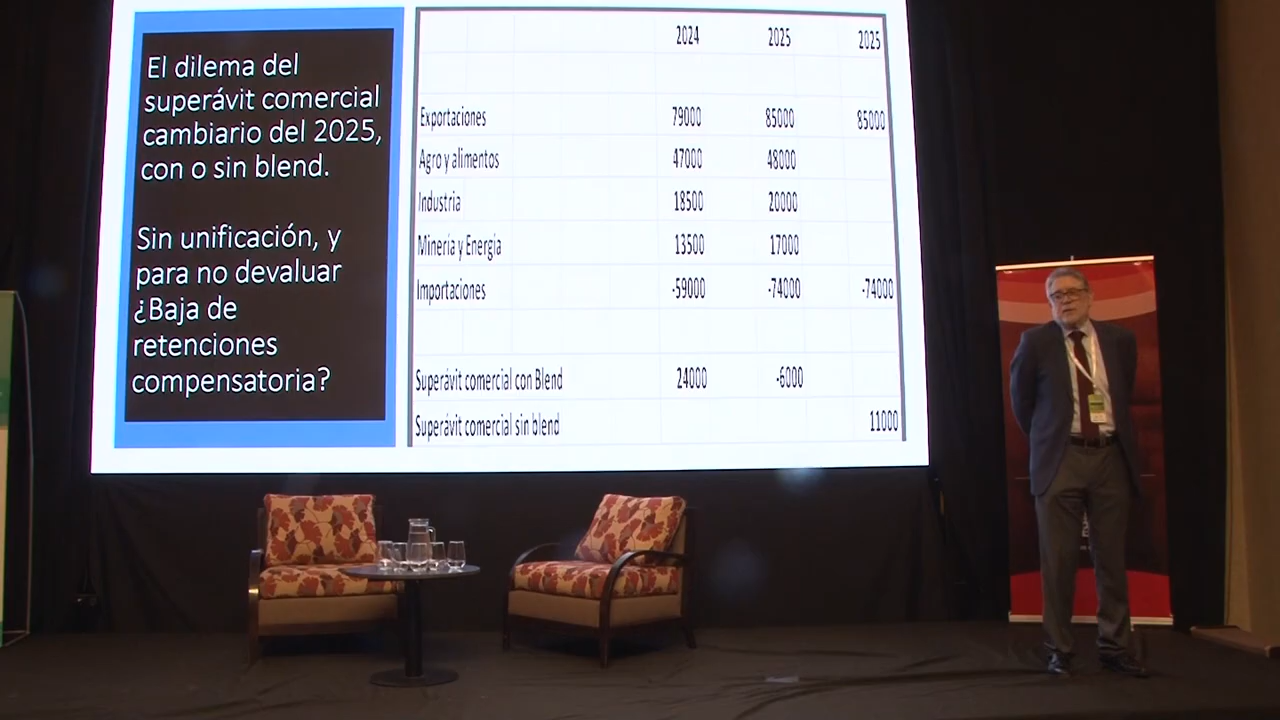 El dilema del
superávit comercial
cambiario del 2025,
con o sin blend.
Sin unificación, y
para no devaluar
¿Baja de
retenciones
compensatoria?
2024 2025 2025
Exportaciones 79000 85000 85000
Agro y alimentos 47000 48000
Industria 18500 20000
Minería y Energía 13500 17000
Importaciones -59000 -74000 -74000
Superávit comercial con Blend 24000 -6000
Superávit comercial sin blend 11000